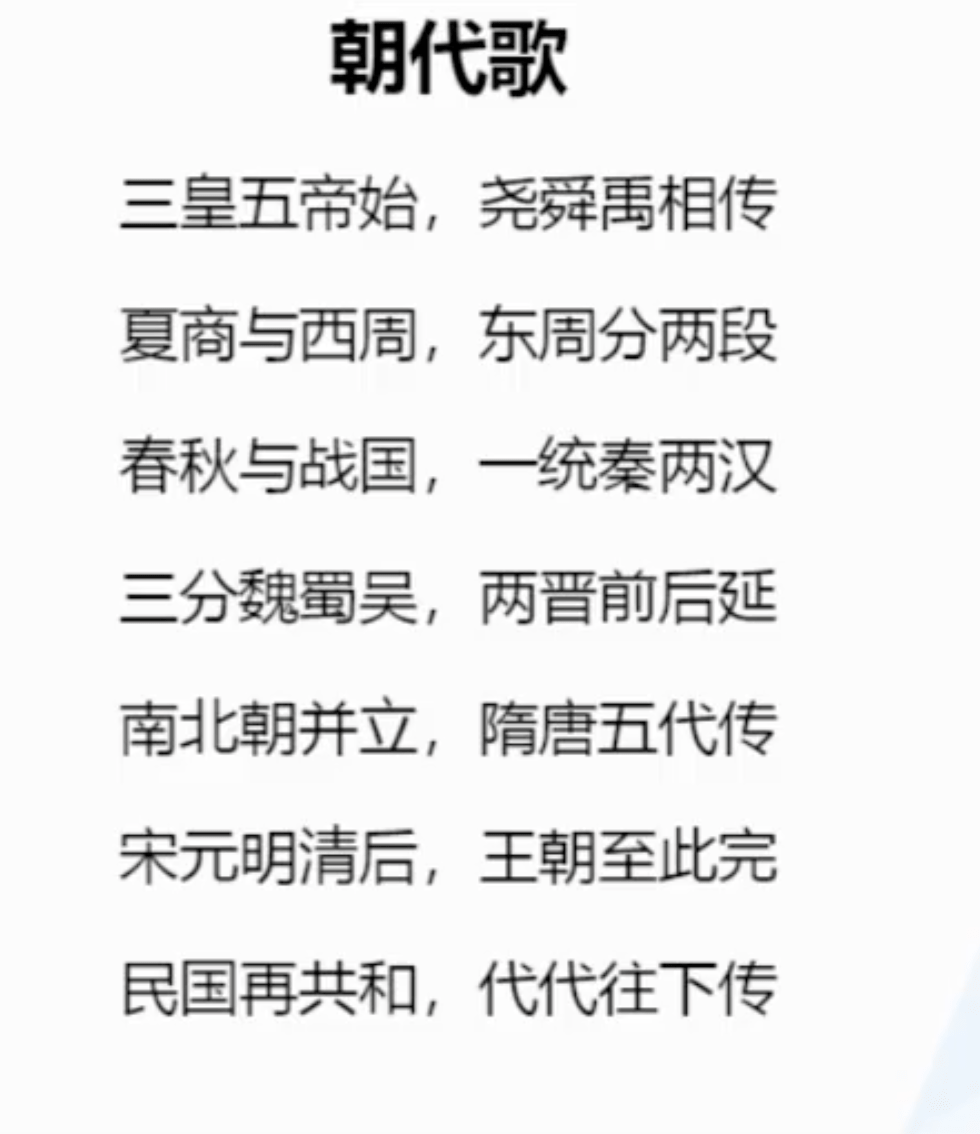 朝代歌
三皇五帝始，尧舜禹相传
夏商与西周，东周分两段
春秋与战国，一统秦两汉
三分魏蜀吴，两晋前后延
南北朝并立，隋唐五代传
宋元明清后，王朝至此完
民国再共和，代代往下传